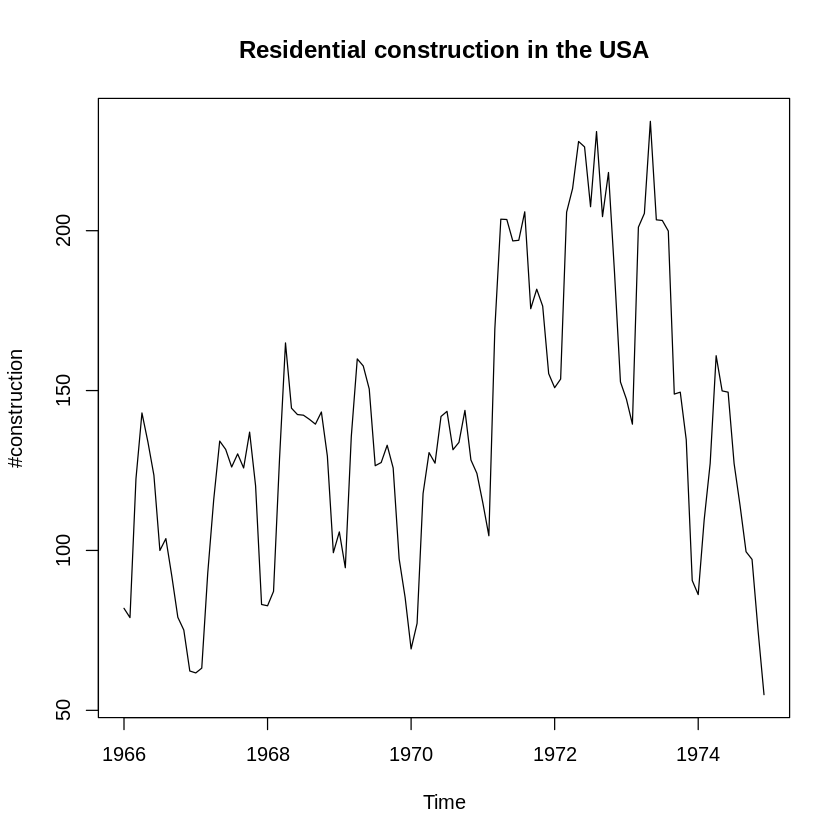 Residential construction in the USA
#construction
200
150
100
50
1966 1968 1970 1972 1974
Time